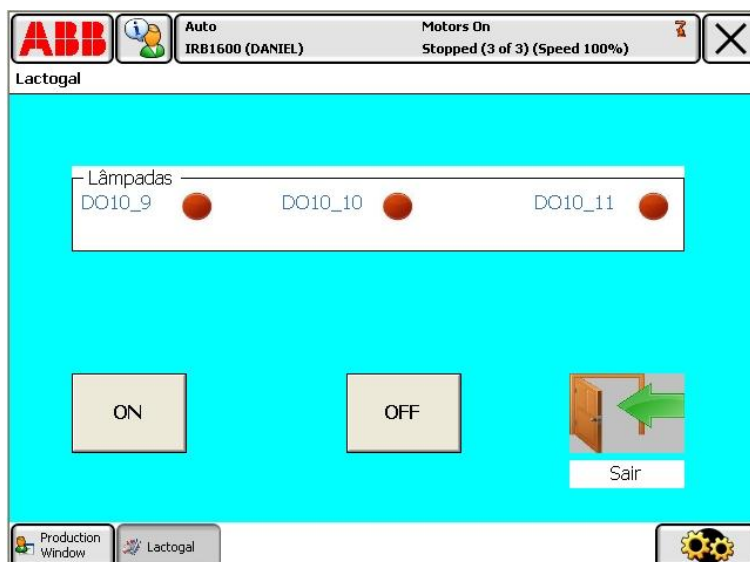 ABB
Auto
IRB1600 (DANIEL)
Motors On
Stopped (3 of 3) (Speed 100%)
Lactogal
Lâmpadas
DO10_9 DO10_10 DO10_11
ON OFF
Sair
Production
Window
Lactogal